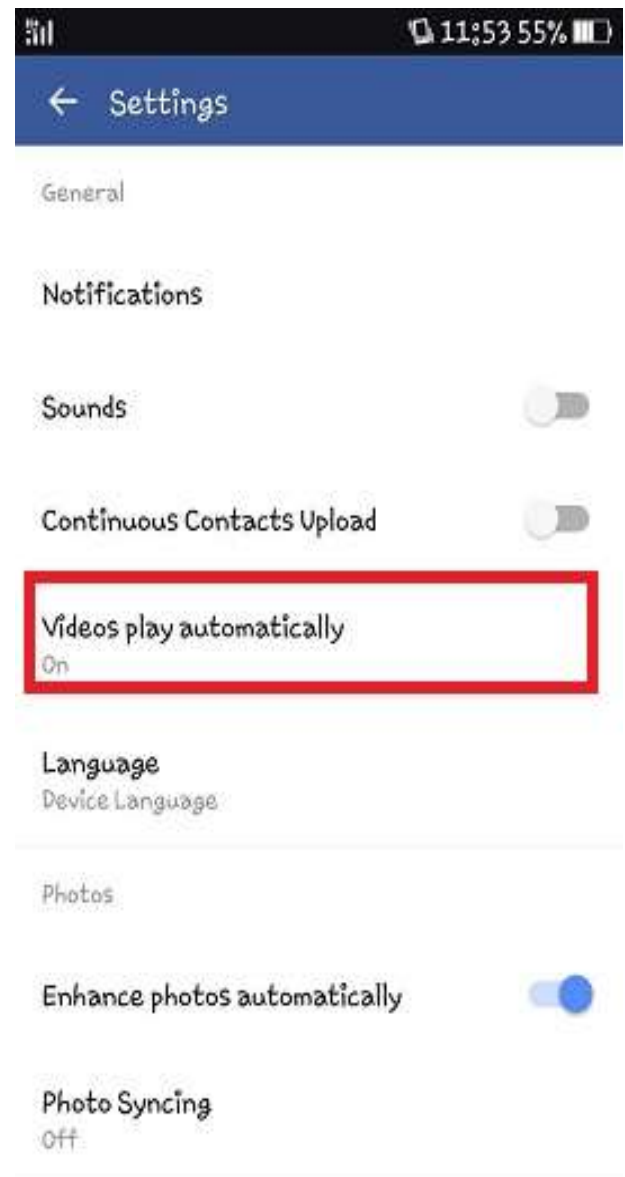 11:53 55%
Settings
General
Notifications
Sounds
Continuous Contacts Upload
Videos play automatically
On
Language
Device Language
Photos
Enhance photos automatically
Photo Syncing
Off